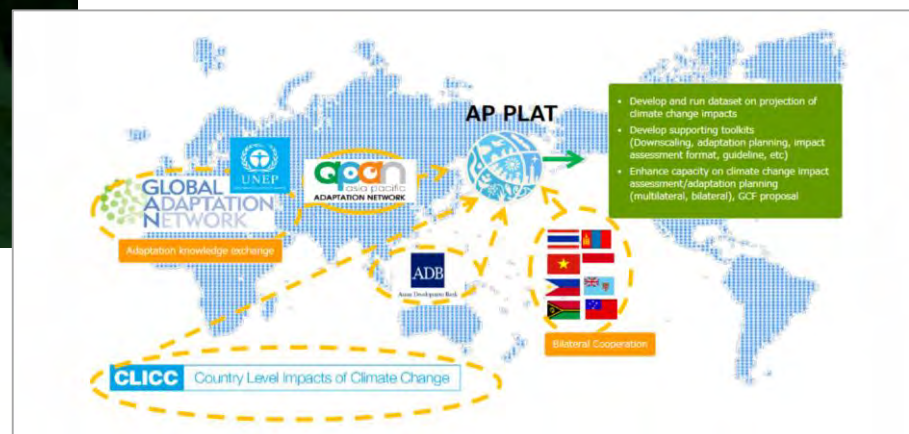 AP PLAT
• Develop and run dataset on projection of
climate change impacts
• Develop supporting toolkits
(Downscaling, adaptation planning, impact
assessment format, guideline, etc)
• Enhance capacity on climate change impact
assessment/adaptation planning
(multilateral, bilateral), GCF proposal
UNEP
GLOBAL
ADAPTATION
NETWORK
apan
asia pacific
ADAPTATION NETWORK
Adaptation knowledge exchange
ADB
Asian Development Bank
Bilateral Cooperation
CLICC Country Level Impacts of Climate Change